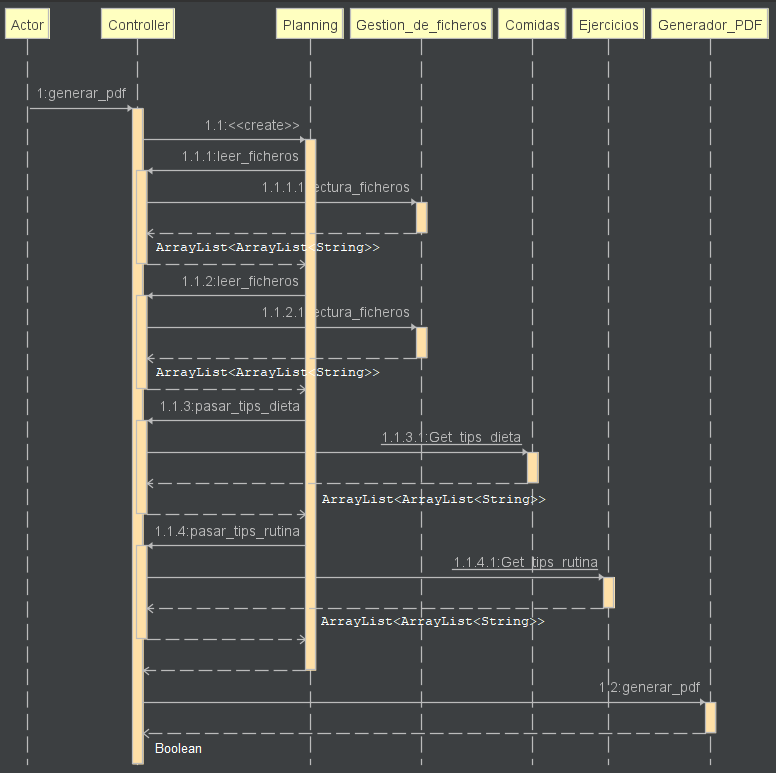 Actor
Controller
Planning
Gestion_de_ficheros
Comidas
Ejercicios
Generador_PDF
1:generar_pdf
1.1:<<create>>
1.1.1:leer_ficheros
1.1.1.1 ectura_ficheros
ArrayList<ArrayList<String>>
1.1.2:leer_ficheros
1.1.2.1 ectura_ficheros
ArrayList<ArrayList<String>>
1.1.3:pasar_tips_dieta
1.1.3.1:Get_tips_dieta
ArrayList<ArrayList<String>>
1.1.4:pasar_tips_rutina
1.1.4.1:Get_tips_rutina
ArrayList<ArrayList<String>>
1.2:generar_pdf
Boolean